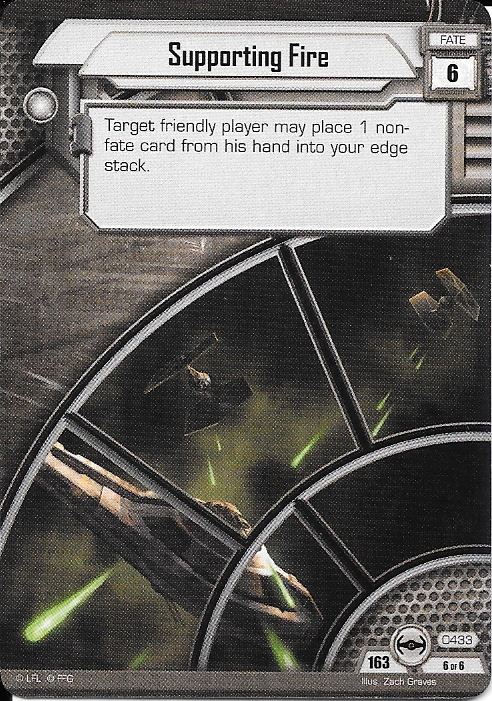 Supporting Fire
FATE
6
Target friendly player may place 1 non-
fate card from his hand into your edge
stack.
0433
163
6 OF 6
© LFL © FFG
Illus. Zach Graves